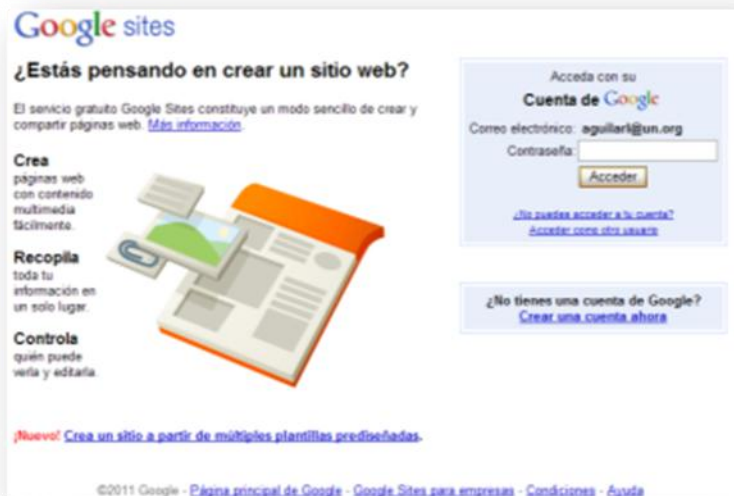 Google sites
¿Estás pensando en crear un sitio web?
El servicio gratuito Google Sites constituye un modo sencillo de crear y
compartir páginas web. Más información.
Crea
páginas web
con contenido
multimedia
fácilmente.
Recopila
toda tu
información en
un solo lugar.
Controla
quién puede
verla y editarla.
¡Nuevo! Crea un sitio a partir de múltiples plantillas prediseñadas.
Acceda con su
Cuenta de Google
Correo electrónico: aguilarl@un.org
Contraseña:
Acceder
¿No puedes acceder a tu cuenta?
Acceder como otro usuario
¿No tienes una cuenta de Google?
Crear una cuenta ahora
©2011 Google - Página principal de Google - Google Sites para empresas - Condiciones - Ayuda